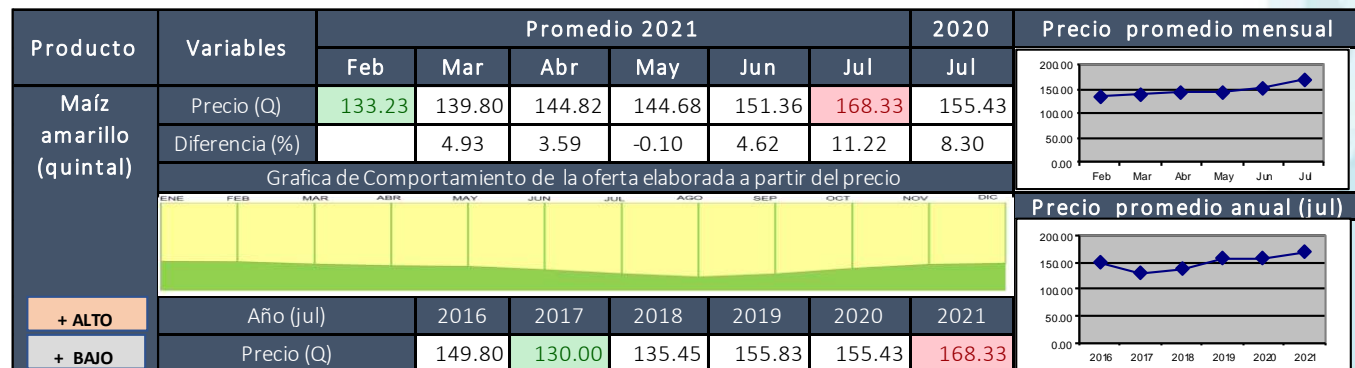 Producto Variables Promedio 2021 2020 Precio promedio mensual
Feb Mar Abr May Jun Jul Jul
Maíz amarillo (quintal)
Precio (Q) 133.23 139.80 144.82 144.68 151.36 168.33 155.43
Diferencia (%) 4.93 3.59 -0.10 4.62 11.22 8.30
200.00
150.00
100.00
50.00
0.00
Feb Mar Abr May Jun Jul
Grafica de Comportamiento de la oferta elaborada a partir del precio
ENE FEB MAR ABR MAY JUN JUL AGO SEP OCT NOV DIC
Precio promedio anual (jul)
200.00
150.00
100.00
50.00
0.00
2016 2017 2018 2019 2020 2021
+ ALTO Año (jul) 2016 2017 2018 2019 2020 2021
+ BAJO Precio (Q) 149.80 130.00 135.45 155.83 155.43 168.33